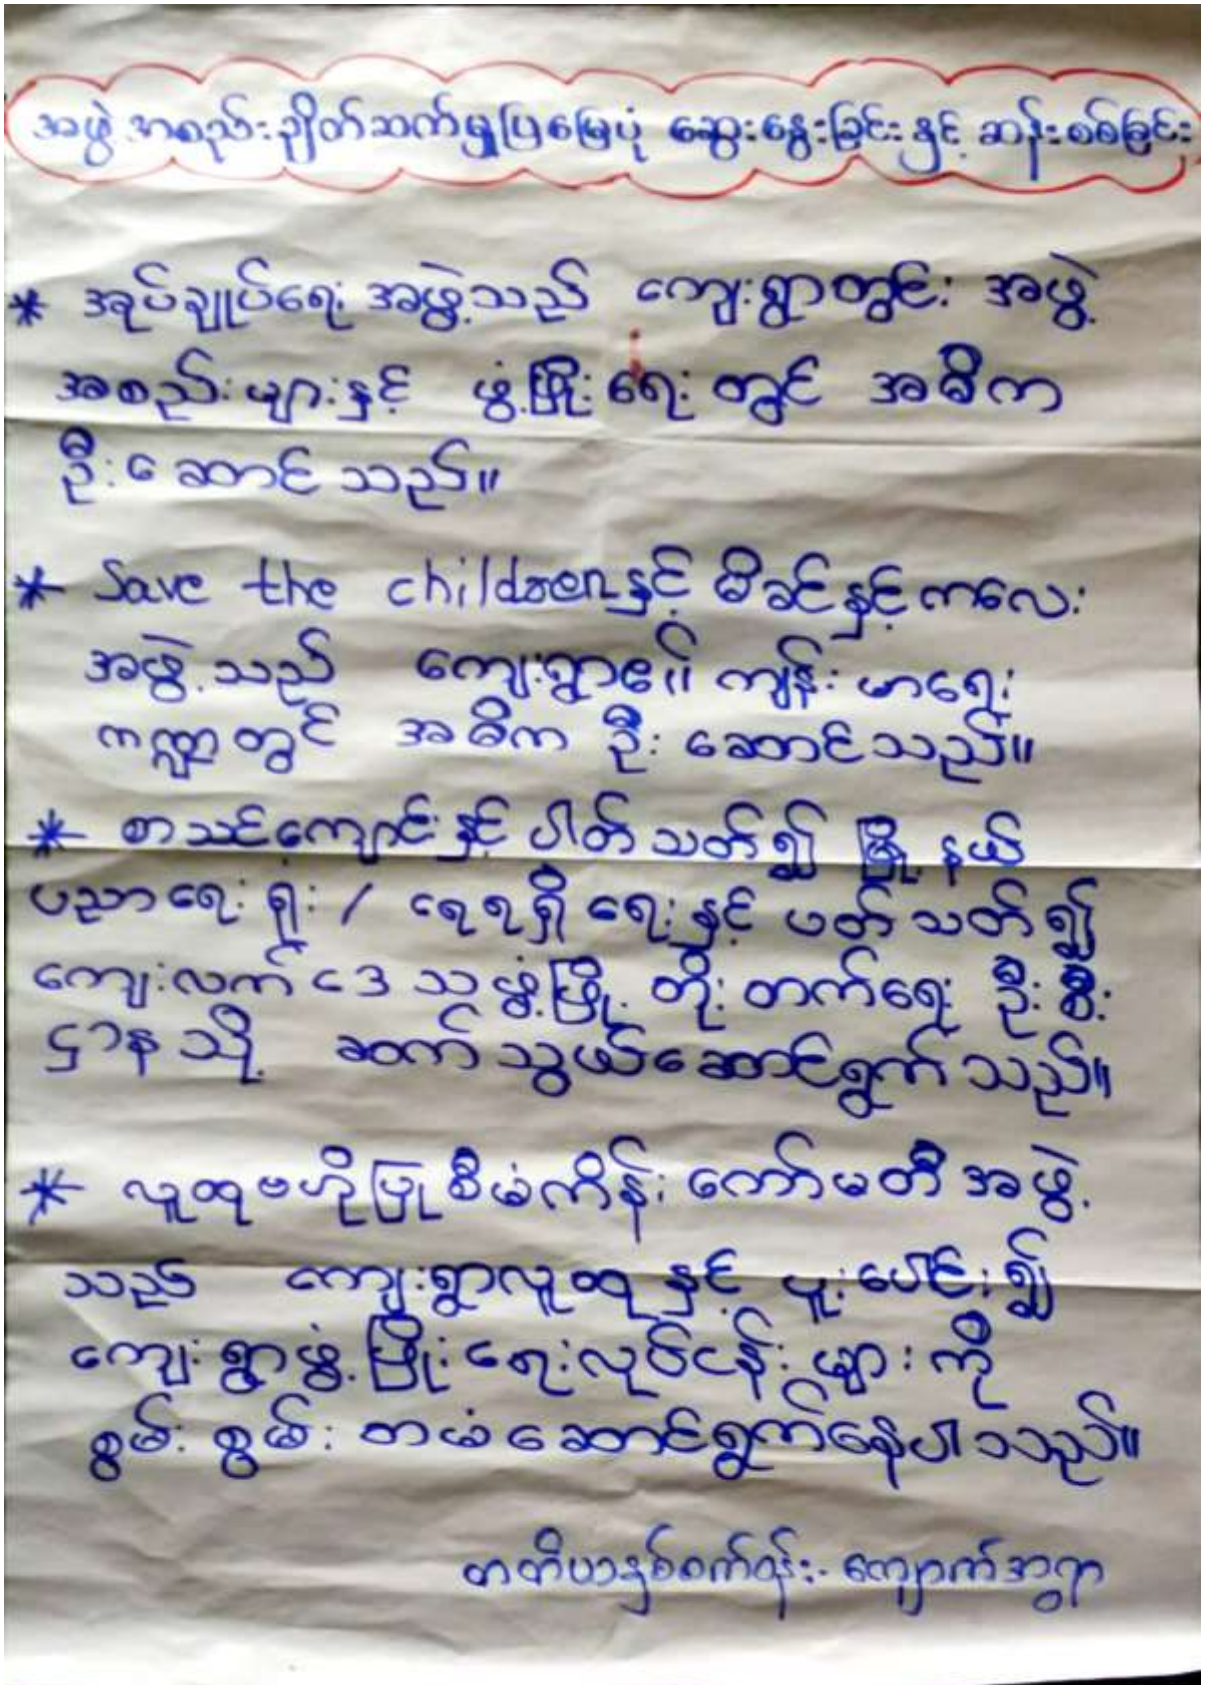 အဖွဲ့အစည်းချိတ်ဆက်မှုပြမြေပုံ ဆွေးနွေးခြင်းနှင့် ဆန်းစစ်ခြင်း
* အုပ်ချုပ်ရေးအဖွဲ့သည် ကျေးရွာတွင်း အဖွဲ့
အစည်းများနှင့် ဖွံ့ဖြိုးရေးတွင် အဓိက
ဦးဆောင်သည်။
* Save the childrenနှင့် မိခင်နှင့်ကလေး
အဖွဲ့သည် ကျေးရွာ၏ ကျန်းမာရေး
ကဏ္ဍတွင် အဓိက ဦးဆောင်သည်။
* စာသင်ကျောင်းနှင့် ပါတ်သတ်၍ မြို့နယ်
ပညာရေးရုံး / ရေရရှိရေးနှင့် ပတ်သတ်၍
ကျေးလက်ဒေသဖွံ့ဖြိုး တိုးတက်ရေး ဦးစီး
ဌာနသို့ ဆက်သွယ်ဆောင်ရွက်သည်။
* လူထုဗဟိုပြုစီမံကိန်း ကော်မတီအဖွဲ့
သည် ကျေးရွာလူထုနှင့် ပူးပေါင်း၍
ကျေးရွာဖွံ့ဖြိုးရေးလုပ်ငန်းများကို
စွမ်းစွမ်းတမံဆောင်ရွက်နေပါသည်။
တတိယနှစ်စက်ဝန်း- ကျောက်အရွာ